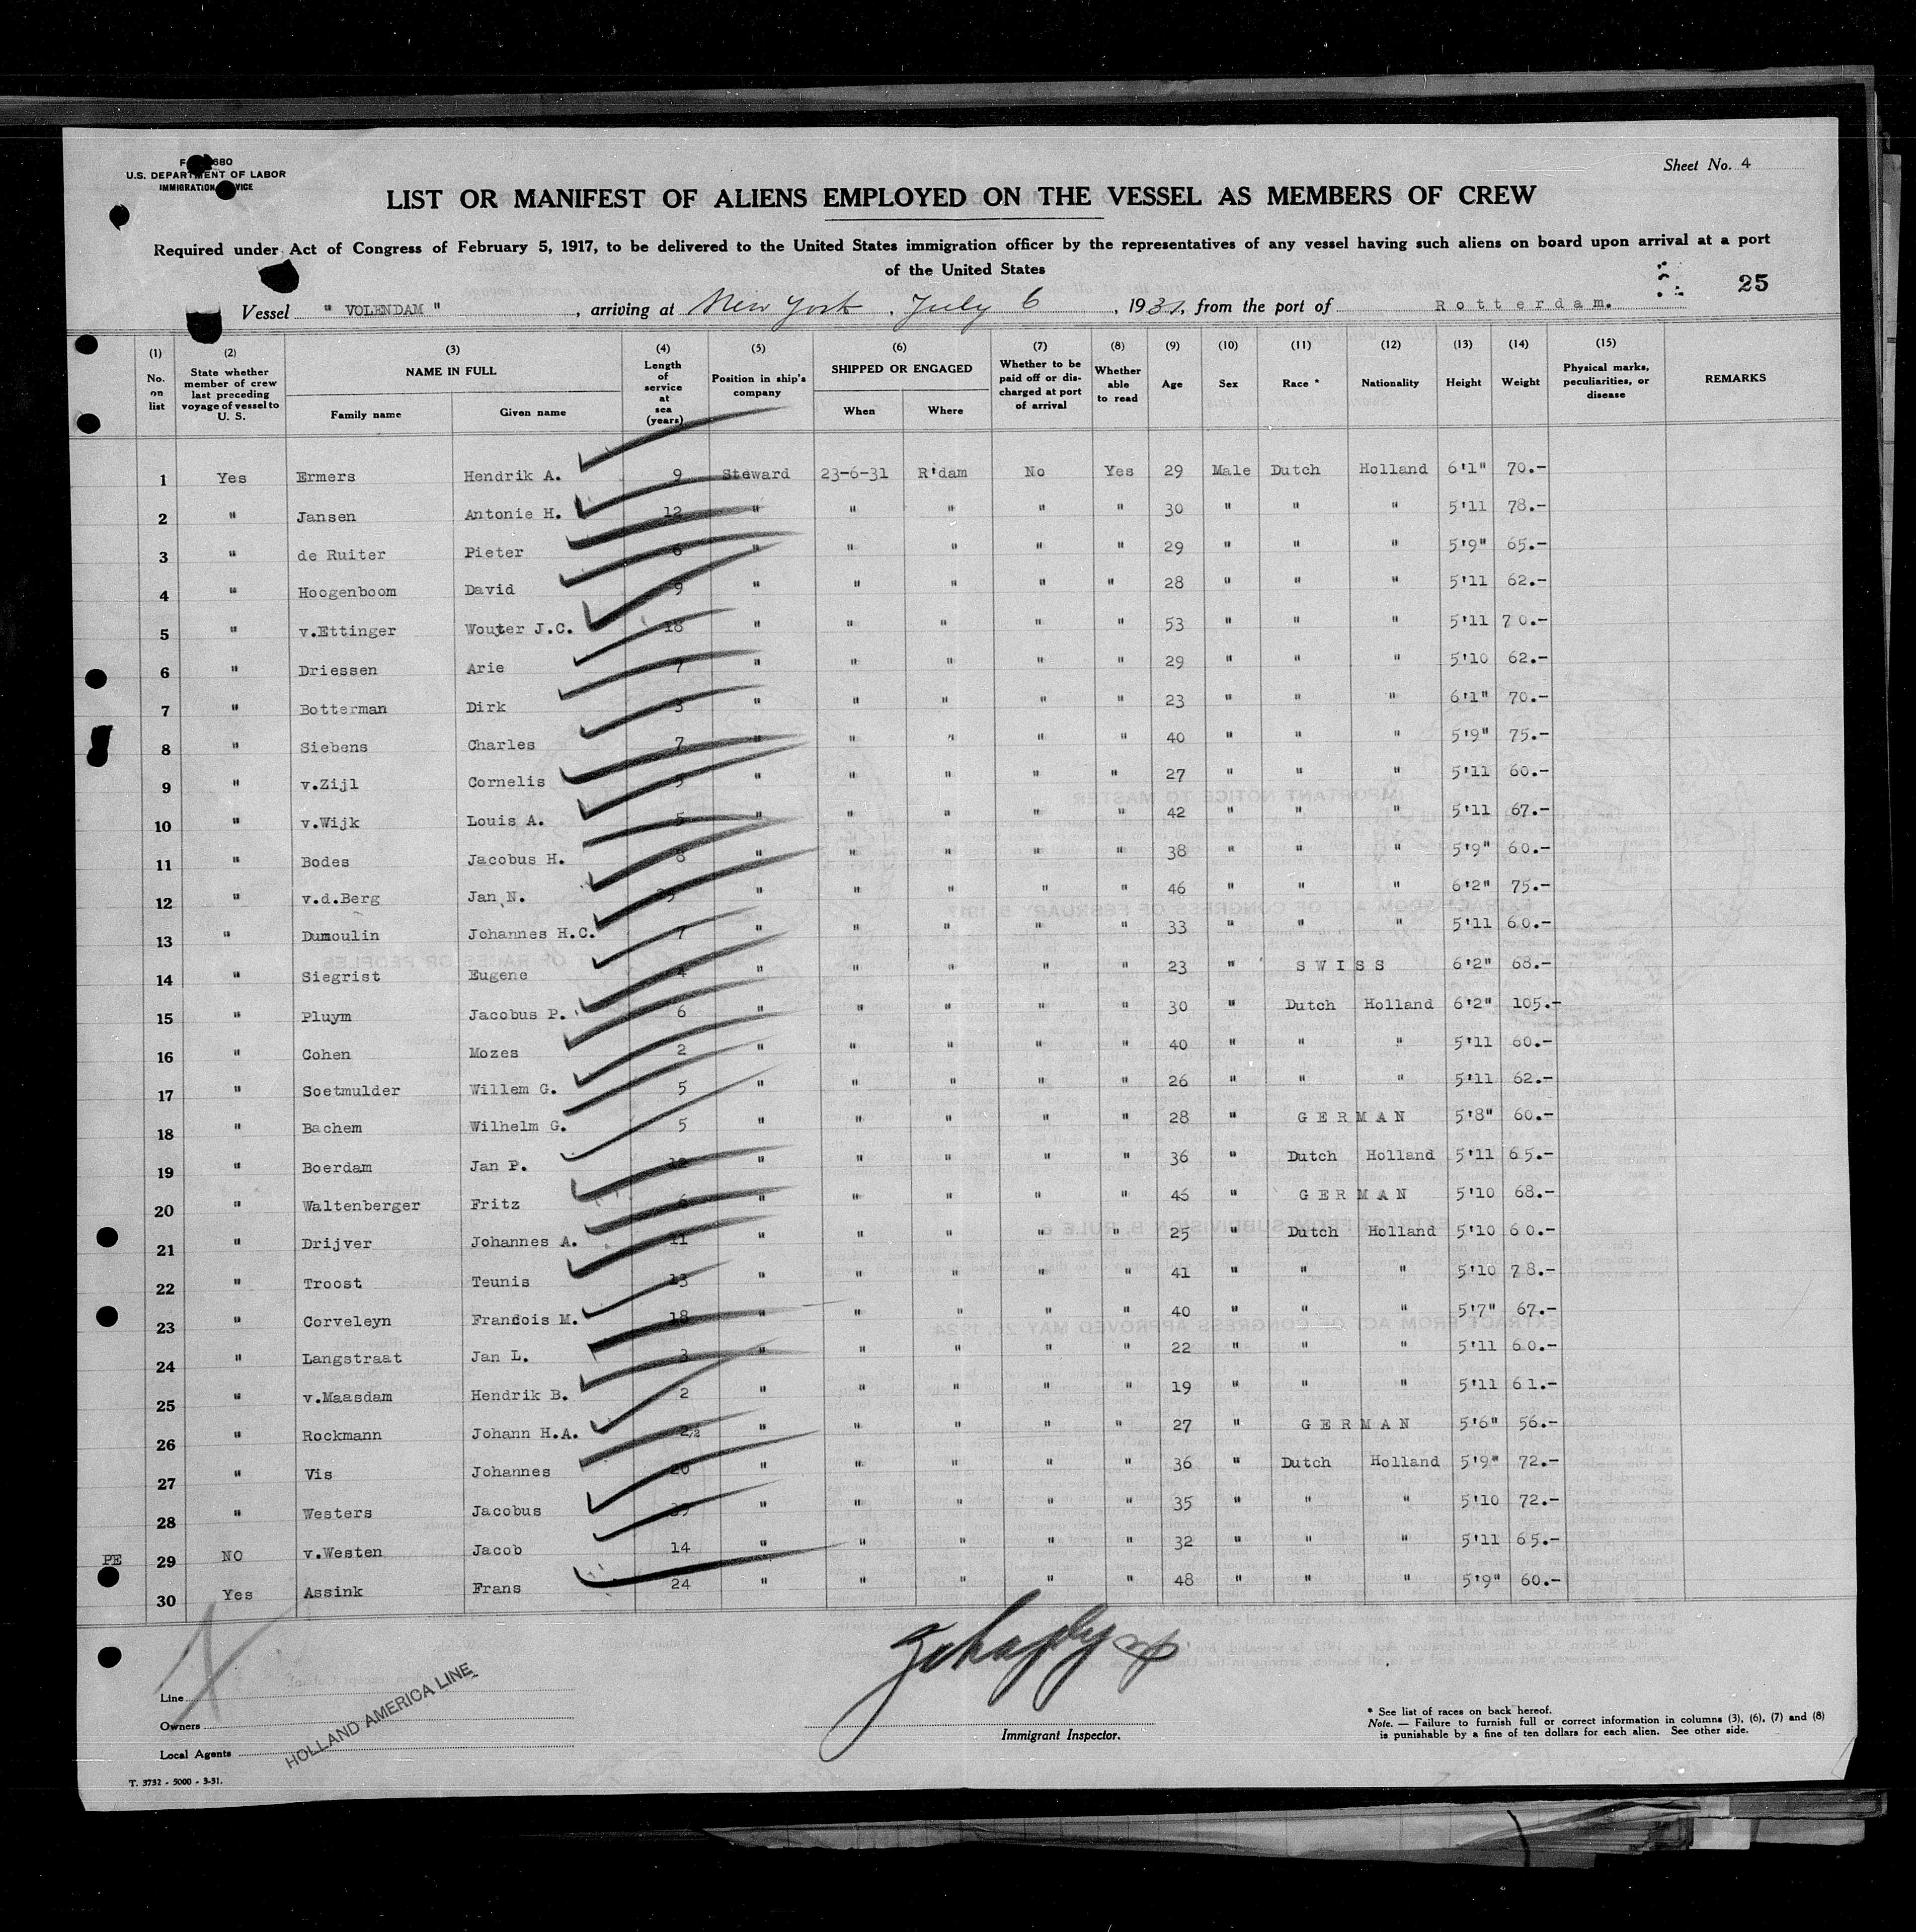 F 680
U.S. DEPARTMENT OF LABOR
IMMIGRATION SERVICE
Sheet No. 4
LIST OR MANIFEST OF ALIENS EMPLOYED ON THE VESSEL AS MEMBERS OF CREW
Required under Act of Congress of February 5, 1917, to be delivered to the United States immigration officer by the representatives of any vessel having such aliens on board upon arrival at a port
of the United States
25
Vessel "VOLENDAM", arriving at New York, July 6, 1931, from the port of Rotterdam.
(1) No. on list (2) State whether member of crew last preceding voyage of vessel to U. S. (3) NAME IN FULL Family name Given name (4) Length of service at sea (years) (5) Position in ship's company (6) SHIPPED OR ENGAGED When Where (7) Whether to be paid off or discharged at port of arrival (8) Whether able to read (9) Age (10) Sex (11) Race * (12) Nationality (13) Height (14) Weight (15) Physical marks, peculiarities, or disease REMARKS
1 Yes Ermers Hendrik A. 9 Steward 23-6-31 R'dam No Yes 29 Male Dutch Holland 6'1" 70.-
2 " Jansen Antonie H. 12 " " " " " 30 " " " 5'11 78.-
3 " de Ruiter Pieter 6 " " " " " 29 " " " 5'9" 65.-
4 " Hoogenboom David 9 " " " " " 28 " " " 5'11 62.-
5 " v.Ettinger Wouter J.C. 18 " " " " " 53 " " " 5'11 70.-
6 " Driessen Arie 7 " " " " " 29 " " " 5'10 62.-
7 " Botterman Dirk 3 " " " " " 23 " " " 6'1" 70.-
8 " Siebens Charles 7 " " " " " 40 " " " 5'9" 75.-
9 " v.Zijl Cornelis " " " " " 27 " " " 5'11 60.-
10 " v.Wijk Louis A. 5 " " " " " 42 " " " 5'11 67.-
11 " Bodes Jacobus H. 8 " " " " " 38 " " " 5'9" 60.-
12 " v.d.Berg Jan N. " " " " " 46 " " " 6'2" 75.-
13 " Dumoulin Johannes H.C. 7 " " " " " 33 " " " 5'11 60.-
14 " Siegrist Eugene 4 " " " " " 23 " SWISS 6'2" 68.-
15 " Pluym Jacobus P. 6 " " " " " 30 " Dutch Holland 6'2" 105.-
16 " Cohen Mozes 2 " " " " " 40 " " " 5'11 60.-
17 " Soetmulder Willem G. 5 " " " " " 26 " " " 5'11 62.-
18 " Bachem Wilhelm G. 5 " " " " " 28 " GERMAN 5'8" 60.-
19 " Boerdam Jan P. 12 " " " " " 36 " Dutch Holland 5'11 65.-
20 " Waltenberger Fritz 6 " " " " " 46 " GERMAN 5'10 68.-
21 " Drijver Johannes A. 11 " " " " " 25 " Dutch Holland 5'10 60.-
22 " Troost Teunis 13 " " " " " 41 " " " 5'10 78.-
23 " Corveleyn Francois M. 18 " " " " " 40 " " " 5'7" 67.-
24 " Langstraat Jan L. 3 " " " " " 22 " " " 5'11 60.-
25 " v.Maasdam Hendrik B. 2 " " " " " 19 " " " 5'11 61.-
26 " Rockmann Johann H.A. 2½ " " " " " 27 " GERMAN 5'6" 56.-
27 " Vis Johannes 20 " " " " " 36 " Dutch Holland 5'9" 72.-
28 " Westers Jacobus " " " " " 35 " " " 5'10 72.-
PE 29 NO v.Westen Jacob 14 " " " " " 32 " " " 5'11 65.-
30 Yes Assink Frans 24 " " " " " 48 " " " 5'9" 60.-
Line
Owners
Local Agents
HOLLAND AMERICA LINE
Immigrant Inspector.
* See list of races on back hereof.
Note. — Failure to furnish full or correct information in columns (3), (6), (7) and (8)
is punishable by a fine of ten dollars for each alien. See other side.
T. 3732 - 5000 - 3-31.